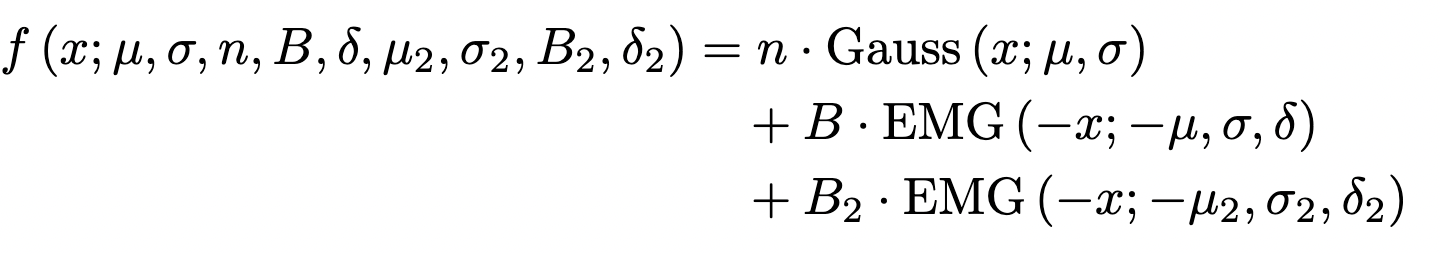 f (x; μ, σ, n, B, δ, μ₂, σ₂, B₂, δ₂) = n · Gauss (x; μ, σ)
+ B · EMG (−x; −μ, σ, δ)
+ B₂ · EMG (−x; −μ₂, σ₂, δ₂)